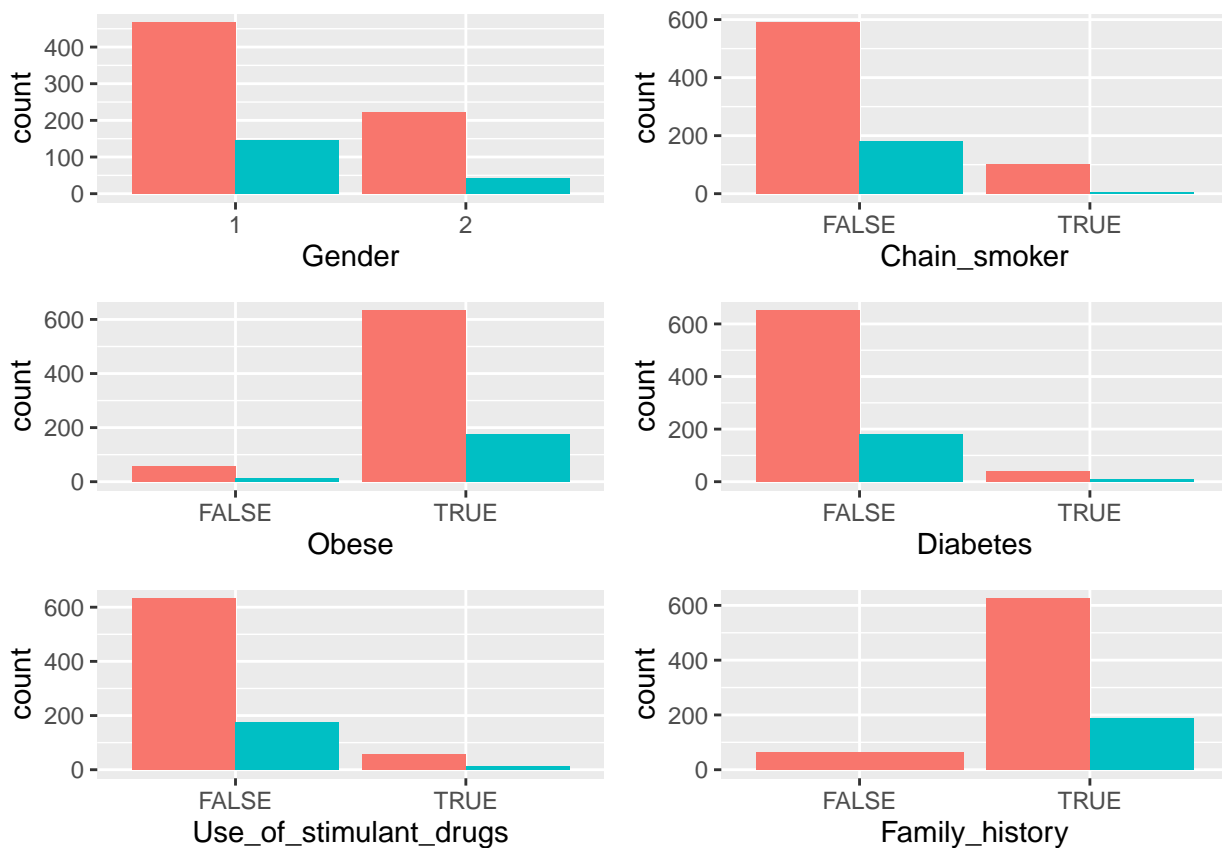 count
400
300
200
100
0
1
2
Gender
count
600
400
200
0
FALSE
TRUE
Chain_smoker
count
600
400
200
0
FALSE
TRUE
Obese
count
600
400
200
0
FALSE
TRUE
Diabetes
count
600
400
200
0
FALSE
TRUE
Use_of_stimulant_drugs
count
600
400
200
0
FALSE
TRUE
Family_history